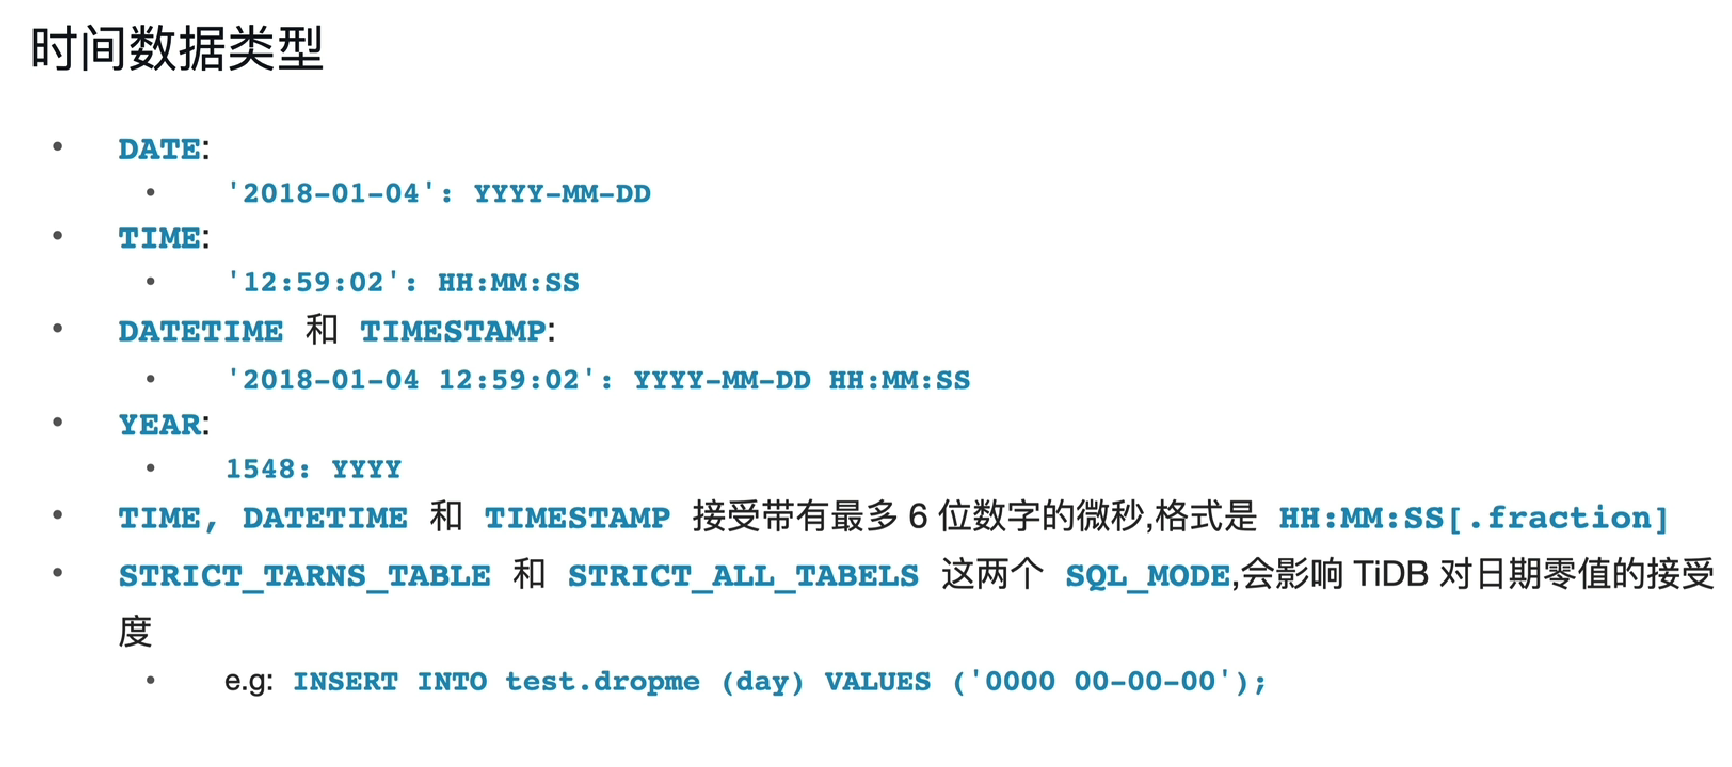 时间数据类型
• DATE:
• '2018-01-04': YYYY-MM-DD
• TIME:
• '12:59:02': HH:MM:SS
• DATETIME 和 TIMESTAMP:
• '2018-01-04 12:59:02': YYYY-MM-DD HH:MM:SS
• YEAR:
• 1548: YYYY
• TIME, DATETIME 和 TIMESTAMP 接受带有最多 6 位数字的微秒,格式是 HH:MM:SS[.fraction]
• STRICT_TARNS_TABLE 和 STRICT_ALL_TABELS 这两个 SQL_MODE,会影响 TiDB 对日期零值的接受
度
• e.g: INSERT INTO test.dropme (day) VALUES ('0000 00-00-00');